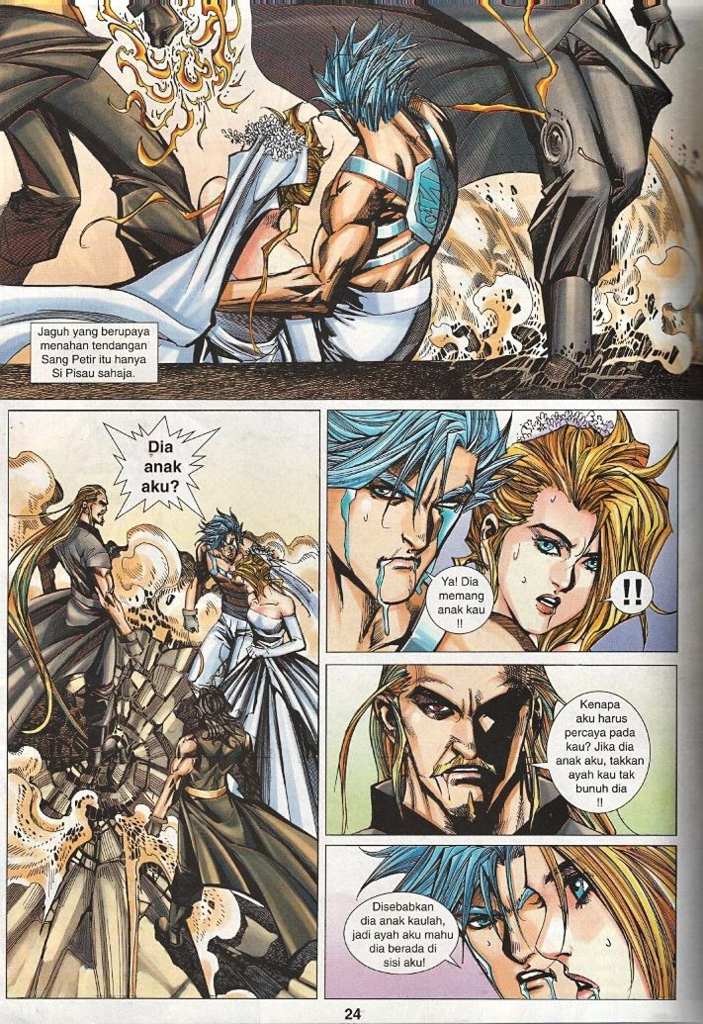 Jaguh yang berupaya
menahan tendangan
Sang Petir itu hanya
Si Pisau sahaja.
Dia
anak
aku?
Ya! Dia
memang
anak kau
!!
!!
Kenapa
aku harus
percaya pada
kau? Jika dia
anak aku, takkan
ayah kau tak
bunuh dia
!!
Disebabkan
dia anak kaulah,
jadi ayah aku mahu
dia berada di
sisi aku!
24